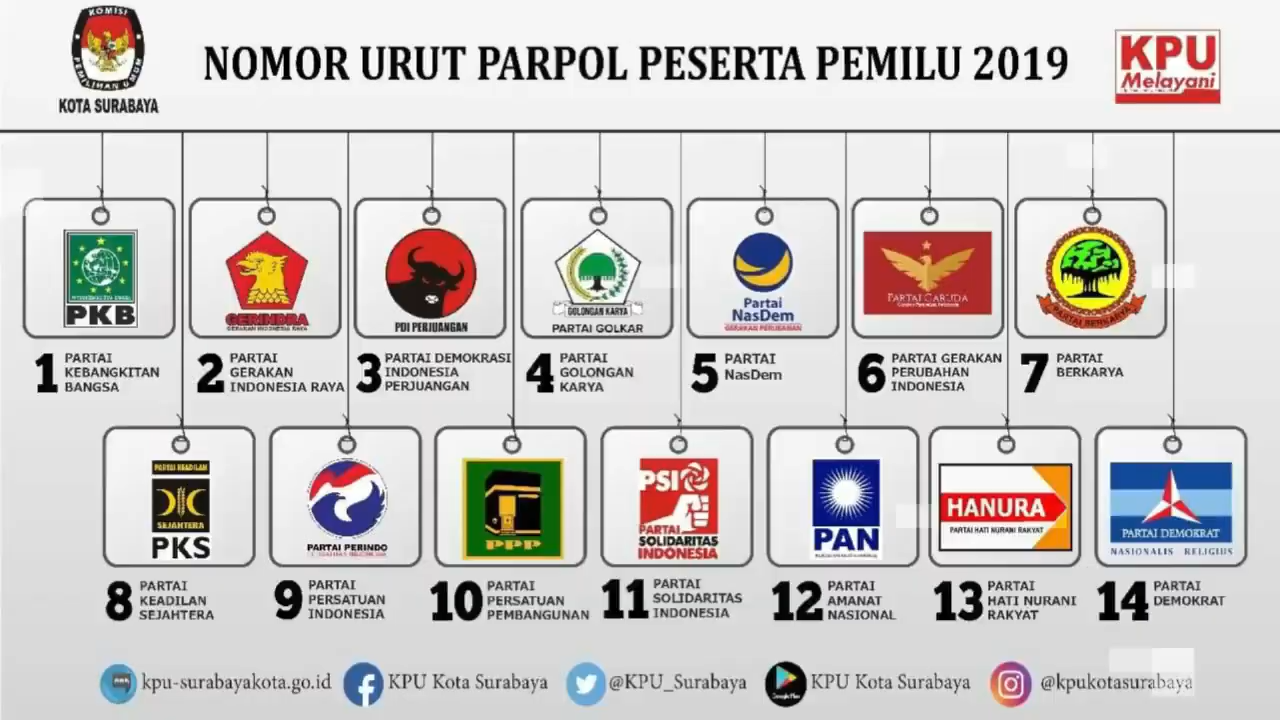 KOMISI
PEMILIHAN UMUM
KOTA SURABAYA
NOMOR URUT PARPOL PESERTA PEMILU 2019
KPU
Melayani
PKB
GERINDRA
GERAKAN INDONESIA RAYA
PDI PERJUANGAN
GOLONGAN KARYA
PARTAI GOLKAR
Partai
NasDem
GERAKAN PERUBAHAN
PARTAI GARUDA
PARTAI BERKARYA
1 PARTAI
KEBANGKITAN
BANGSA
2 PARTAI
GERAKAN
INDONESIA RAYA
3 PARTAI DEMOKRASI
INDONESIA
PERJUANGAN
4 PARTAI
GOLONGAN
KARYA
5 PARTAI
NasDem
6 PARTAI GERAKAN
PERUBAHAN
INDONESIA
7 PARTAI
BERKARYA
PARTAI KEADILAN
SEJAHTERA
PKS
PARTAI PERINDO
PPP
PSI
PARTAI
SOLIDARITAS
INDONESIA
PAN
HANURA
PARTAI HATI NURANI RAKYAT
PARTAI DEMOKRAT
NASIONALIS RELIGIUS
8 PARTAI
KEADILAN
SEJAHTERA
9 PARTAI
PERSATUAN
INDONESIA
10 PARTAI
PERSATUAN
PEMBANGUNAN
11 PARTAI
SOLIDARITAS
INDONESIA
12 PARTAI
AMANAT
NASIONAL
13 PARTAI
HATI NURANI
RAKYAT
14 PARTAI
DEMOKRAT
kpu-surabayakota.go.id
KPU Kota Surabaya
@KPU_Surabaya
Google Play
KPU Kota Surabaya
@kpukotasurabaya